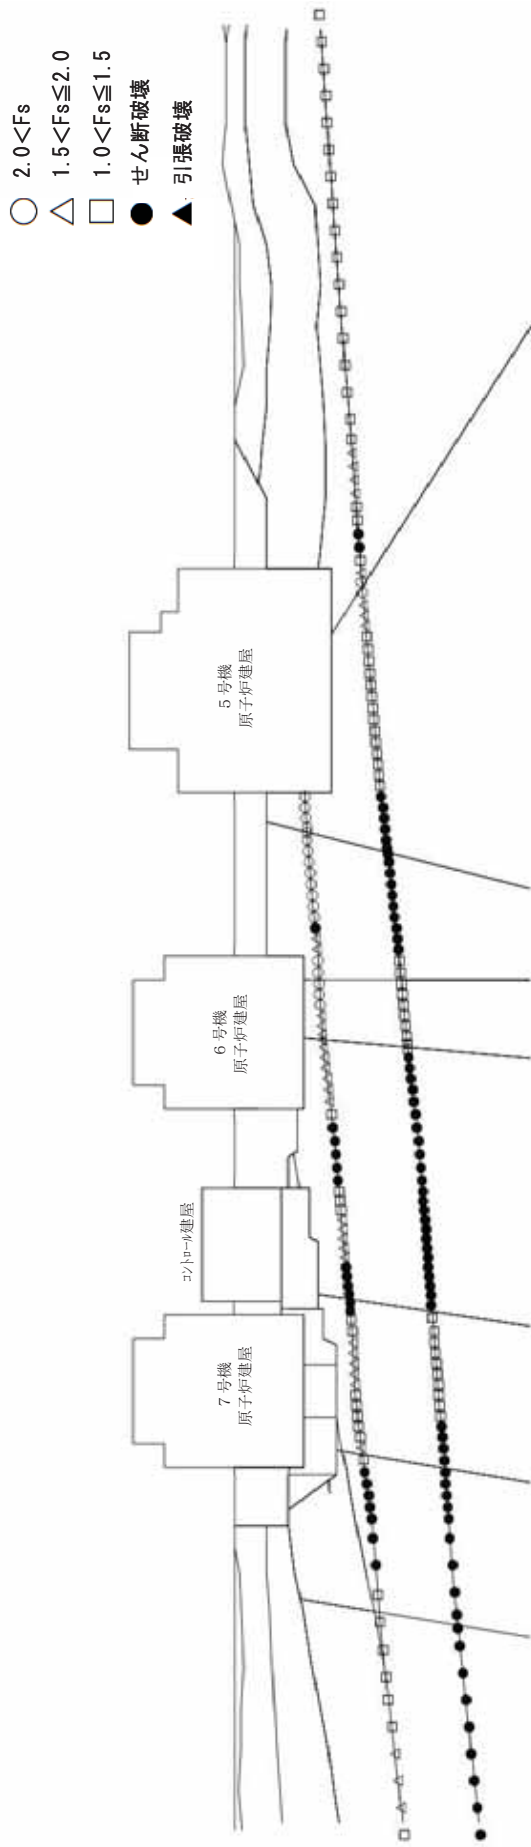 ○ 2.0＜Fs
△ 1.5＜Fs≦2.0
□ 1.0＜Fs≦1.5
● せん断破壊
▲ 引張破壊
5号機
原子炉建屋
6号機
原子炉建屋
コントロール建屋
7号機
原子炉建屋